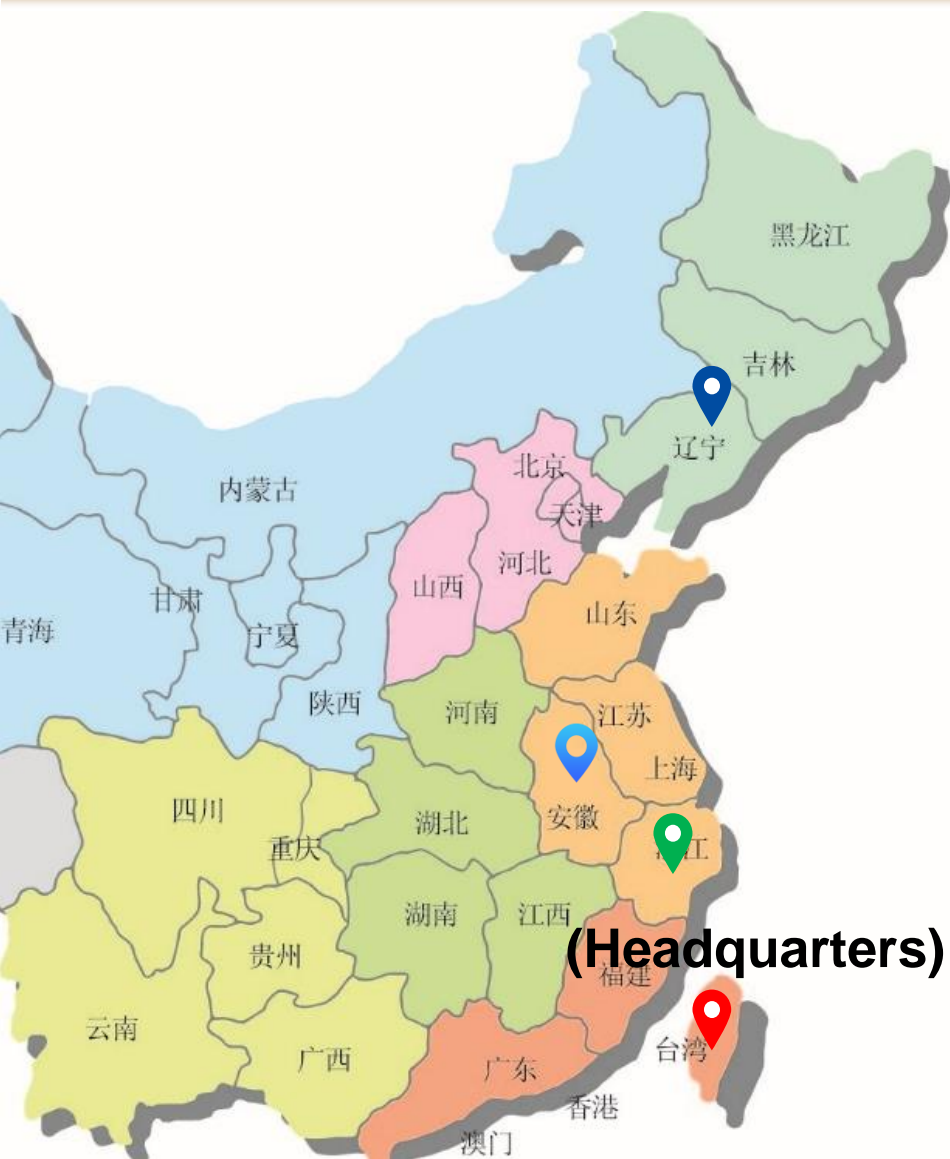 黑龙江
吉林
辽宁
北京
天津
内蒙古
河北
山西
甘肃
宁夏
青海
山东
陕西
河南
江苏
上海
四川
重庆
湖北
安徽
江
湖南
江西
(Headquarters)
贵州
福建
云南
广西
广东
台湾
香港
澳门